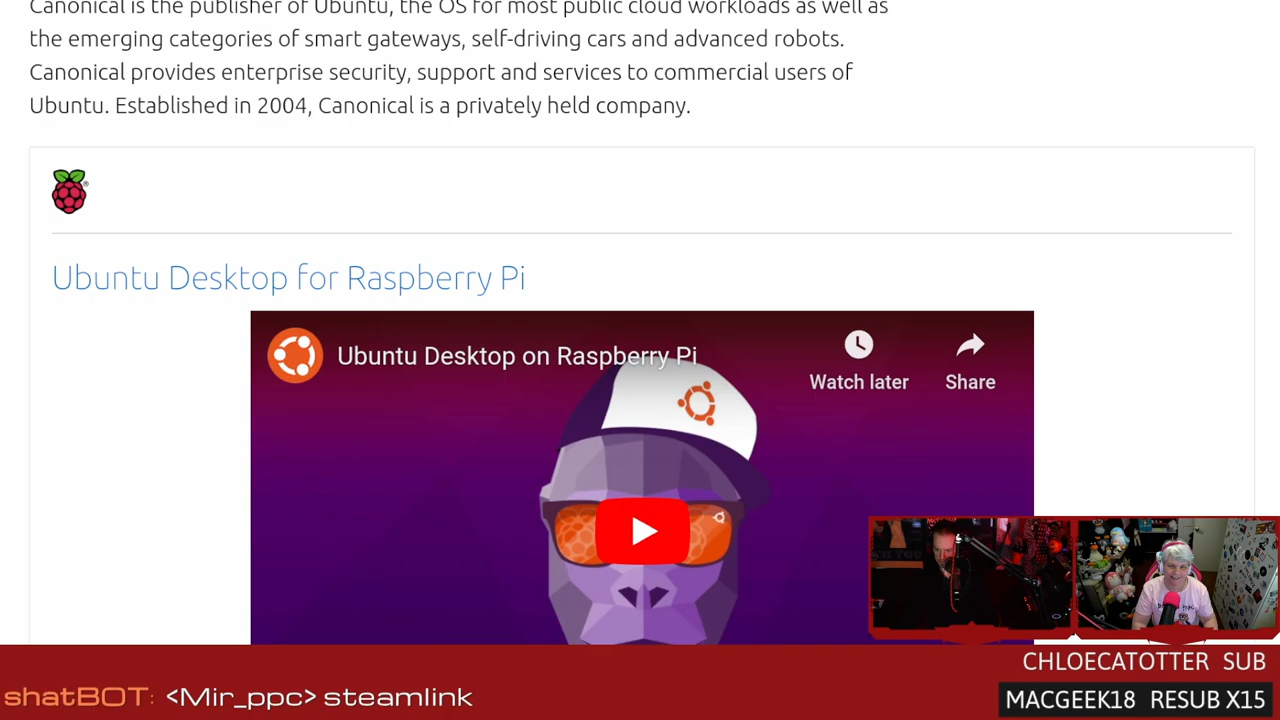 Canonical is the publisher of Ubuntu, the OS for most public cloud workloads as well as
the emerging categories of smart gateways, self-driving cars and advanced robots.
Canonical provides enterprise security, support and services to commercial users of
Ubuntu. Established in 2004, Canonical is a privately held company.
®
Ubuntu Desktop for Raspberry Pi
Ubuntu Desktop on Raspberry Pi
Watch later
Share
CHLOECATOTTER SUB
shatBOT: <Mir_ppc> steamlink
MACGEEK18 RESUB X15